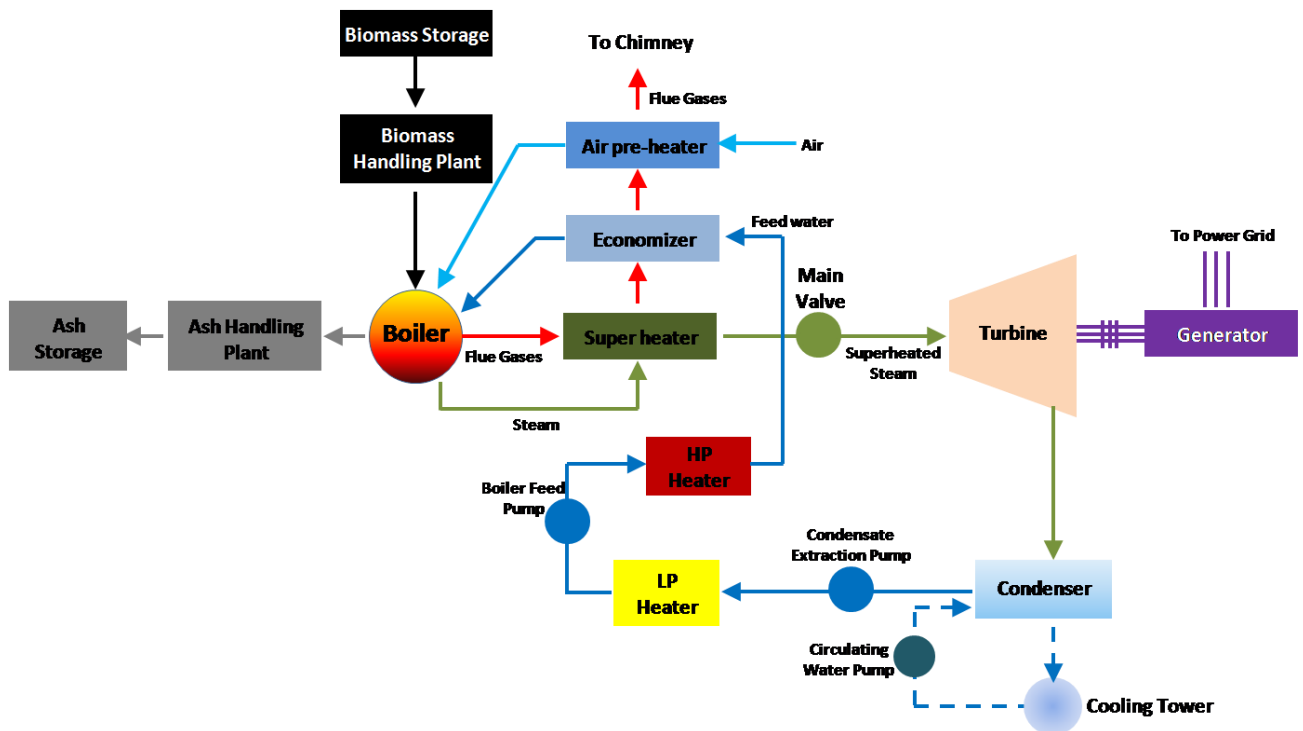 Biomass Storage
To Chimney
Flue Gases
Biomass
Handling Plant
Air pre-heater
Air
Economizer
Feed water
To Power Grid
Main
Valve
Ash
Storage
Ash Handling
Plant
Boiler
Flue Gases
Super heater
Superheated
Steam
Turbine
Generator
Steam
HP
Heater
Boiler Feed
Pump
Condensate
Extraction Pump
LP
Heater
Condenser
Circulating
Water Pump
Cooling Tower